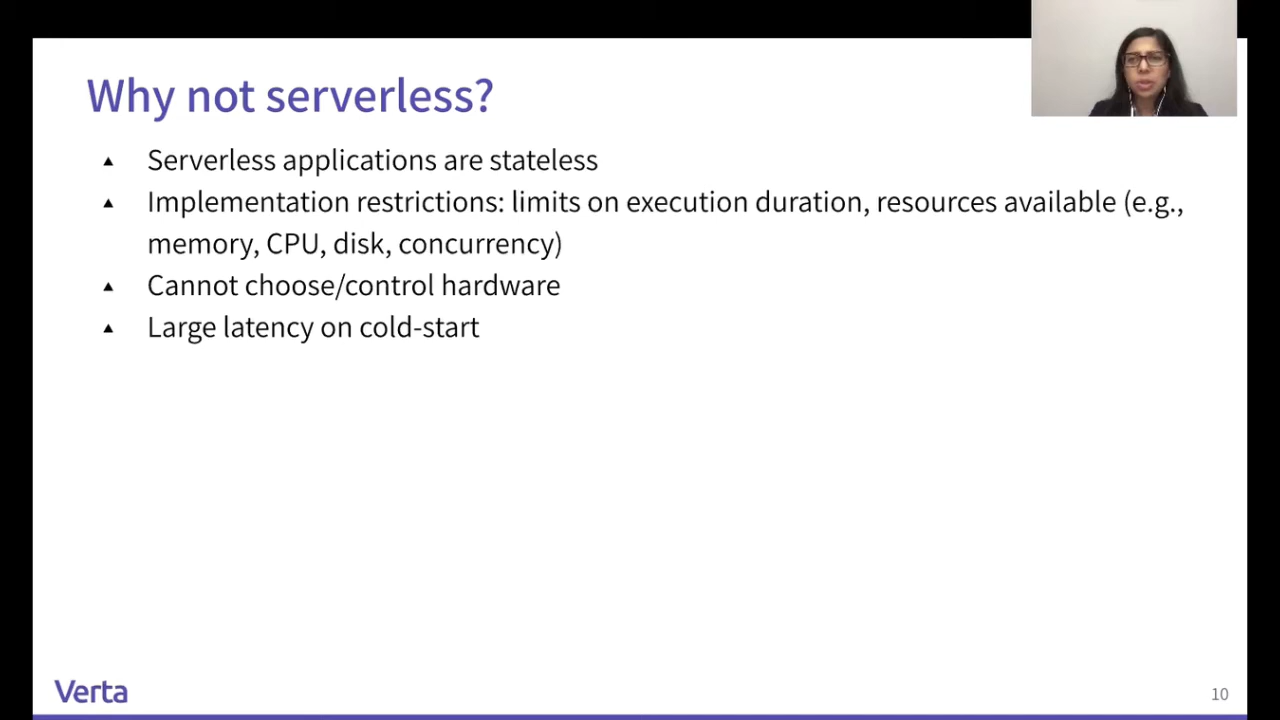 Why not serverless?
▲ Serverless applications are stateless
▲ Implementation restrictions: limits on execution duration, resources available (e.g.,
memory, CPU, disk, concurrency)
▲ Cannot choose/control hardware
▲ Large latency on cold-start
Verta
10